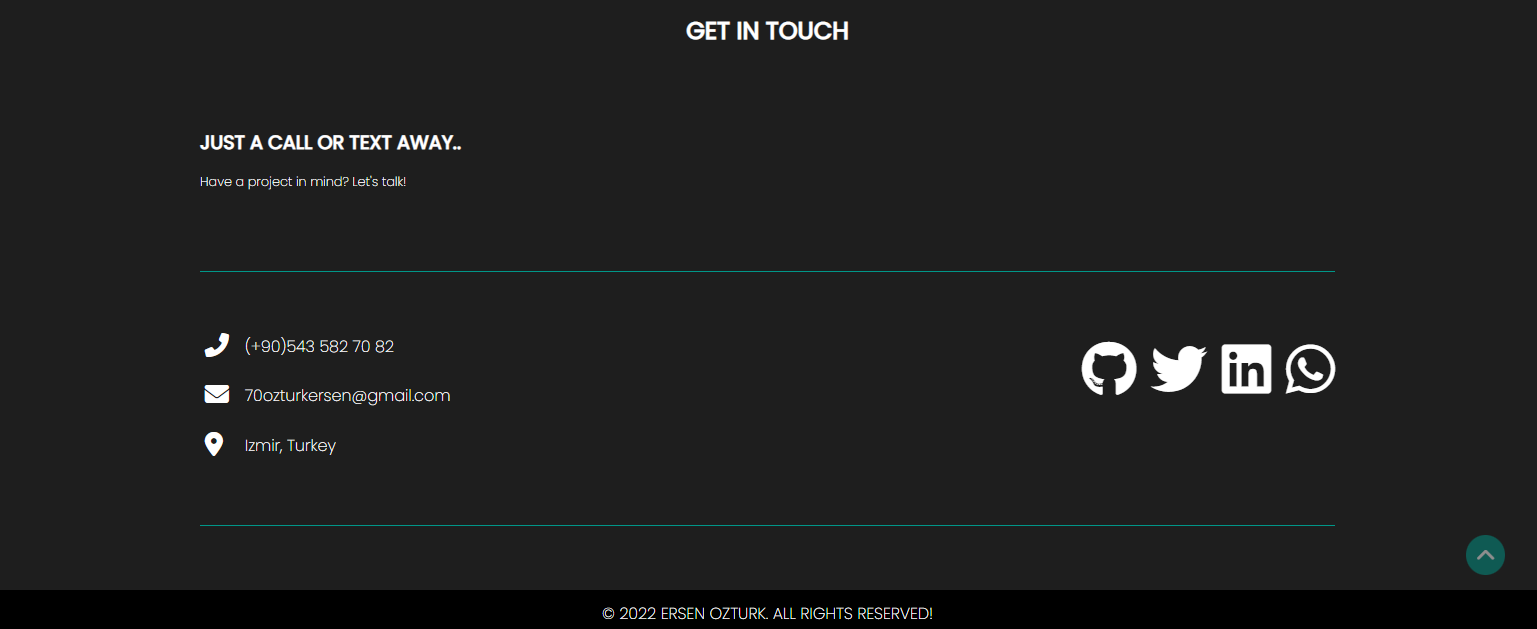 GET IN TOUCH
JUST A CALL OR TEXT AWAY..
Have a project in mind? Let's talk!
(+90)543 582 70 82
70ozturkersen@gmail.com
Izmir, Turkey
in
© 2022 ERSEN OZTURK. ALL RIGHTS RESERVED!